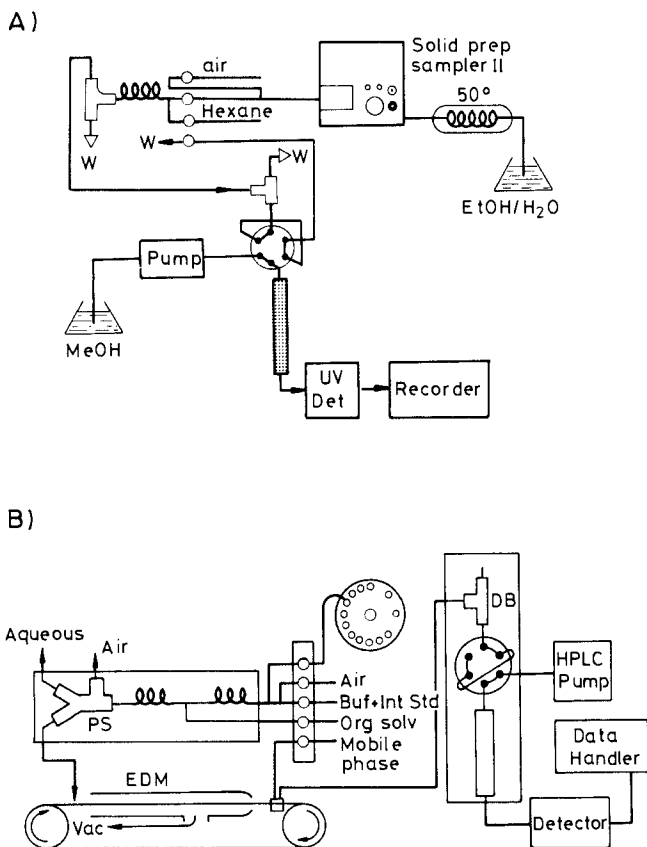 A)
air
Hexane
W
W
W
Solid prep
sampler II
50°
EtOH/H₂O
Pump
MeOH
UV
Det
Recorder
B)
Aqueous
Air
PS
Air
Buf+Int Std
Org solv
Mobile
phase
EDM
Vac
DB
HPLC
Pump
Data
Handler
Detector